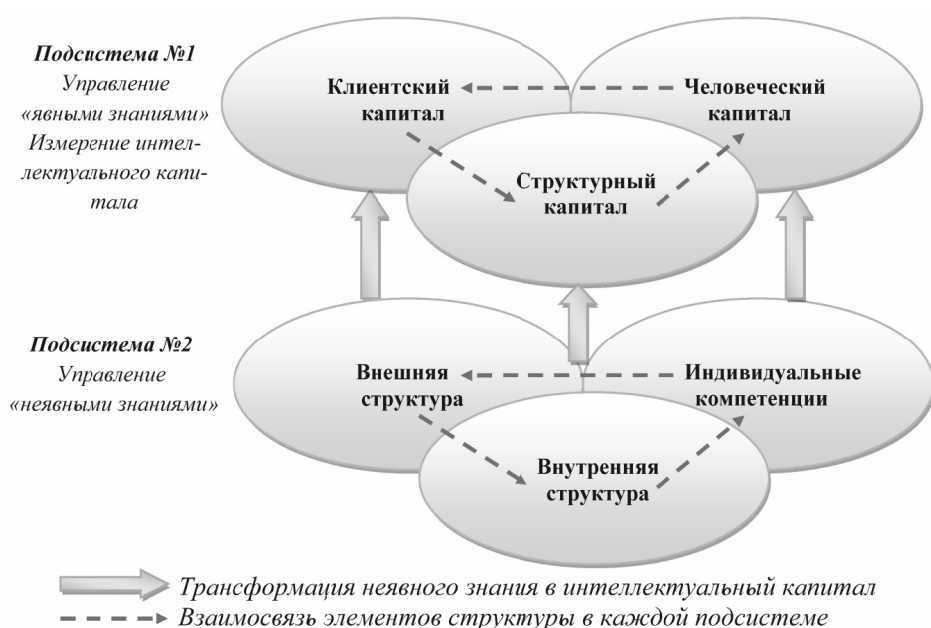 Подсистема №1
Управление
«явными знаниями»
Измерение интел-
лектуального капи-
тала
Клиентский
капитал
Человеческий
капитал
Структурный
капитал
Подсистема №2
Управление
«неявными знаниями»
Внешняя
структура
Индивидуальные
компетенции
Внутренняя
структура
Трансформация неявного знания в интеллектуальный капитал
Взаимосвязь элементов структуры в каждой подсистеме